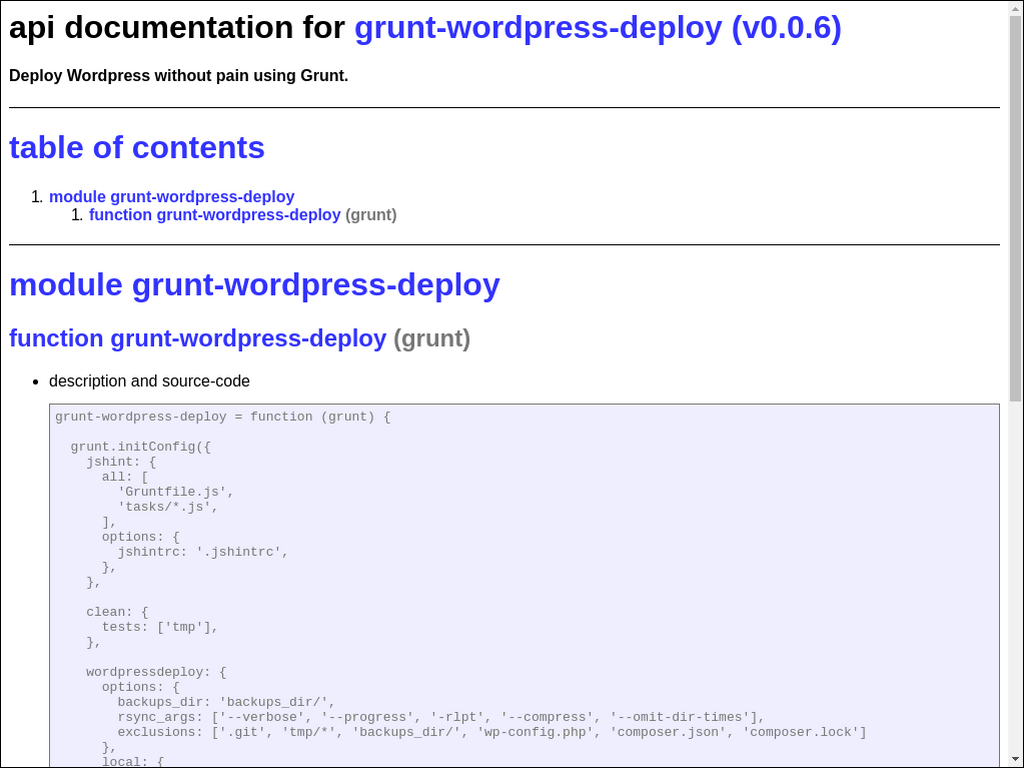 api documentation for grunt-wordpress-deploy (v0.0.6)
Deploy Wordpress without pain using Grunt.
table of contents
1. module grunt-wordpress-deploy
1. function grunt-wordpress-deploy (grunt)
module grunt-wordpress-deploy
function grunt-wordpress-deploy (grunt)
• description and source-code
grunt-wordpress-deploy = function (grunt) {
  grunt.initConfig({
    jshint: {
      all: [
        'Gruntfile.js',
        'tasks/*.js',
      ],
      options: {
        jshintrc: '.jshintrc',
      },
    },
    clean: {
      tests: ['tmp'],
    },
    wordpressdeploy: {
      options: {
        backups_dir: 'backups_dir/',
        rsync_args: ['--verbose', '--progress', '-rlpt', '--compress', '--omit-dir-times'],
        exclusions: ['.git', 'tmp/*', 'backups_dir/', 'wp-config.php', 'composer.json', 'composer.lock']
      },
      local: {